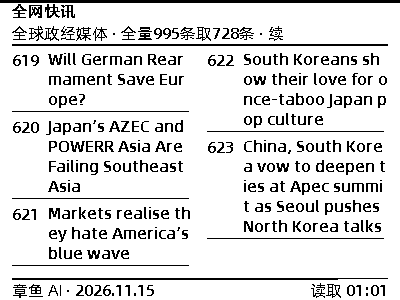 全网快讯
全球政经媒体 · 全量995条取728条 · 续
619 Will German Rear
mament Save Eur
ope?
620 Japan's AZEC and
POWERR Asia Are
Failing Southeast
Asia
621 Markets realise th
ey hate America's
blue wave
622 South Koreans sh
ow their love for o
nce-taboo Japan p
op culture
623 China, South Kore
a vow to deepen t
ies at Apec summi
t as Seoul pushes
North Korea talks
章鱼 AI · 2026.11.15
读取 01:01